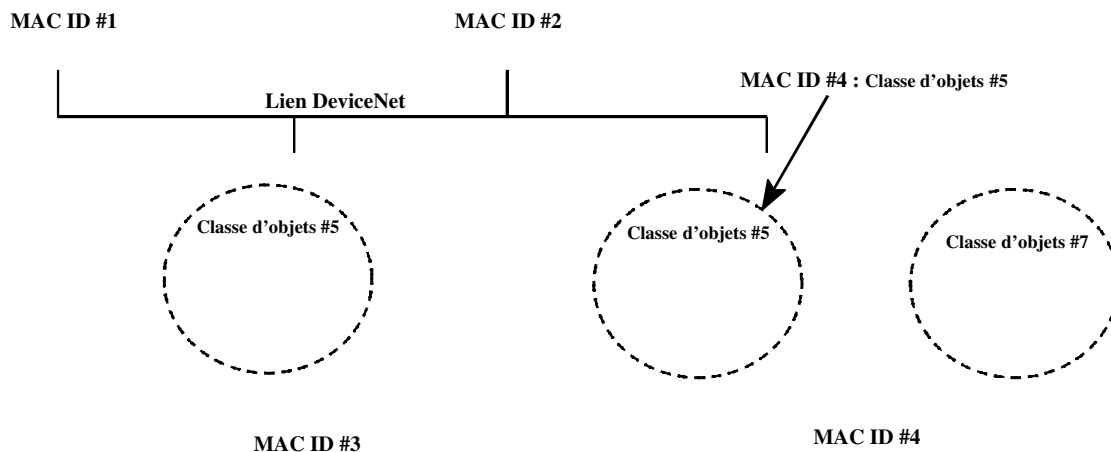 MAC ID #1
MAC ID #2
MAC ID #4 : Classe d'objets #5
Lien DeviceNet
Classe d'objets #5
Classe d'objets #5
Classe d'objets #7
MAC ID #3
MAC ID #4